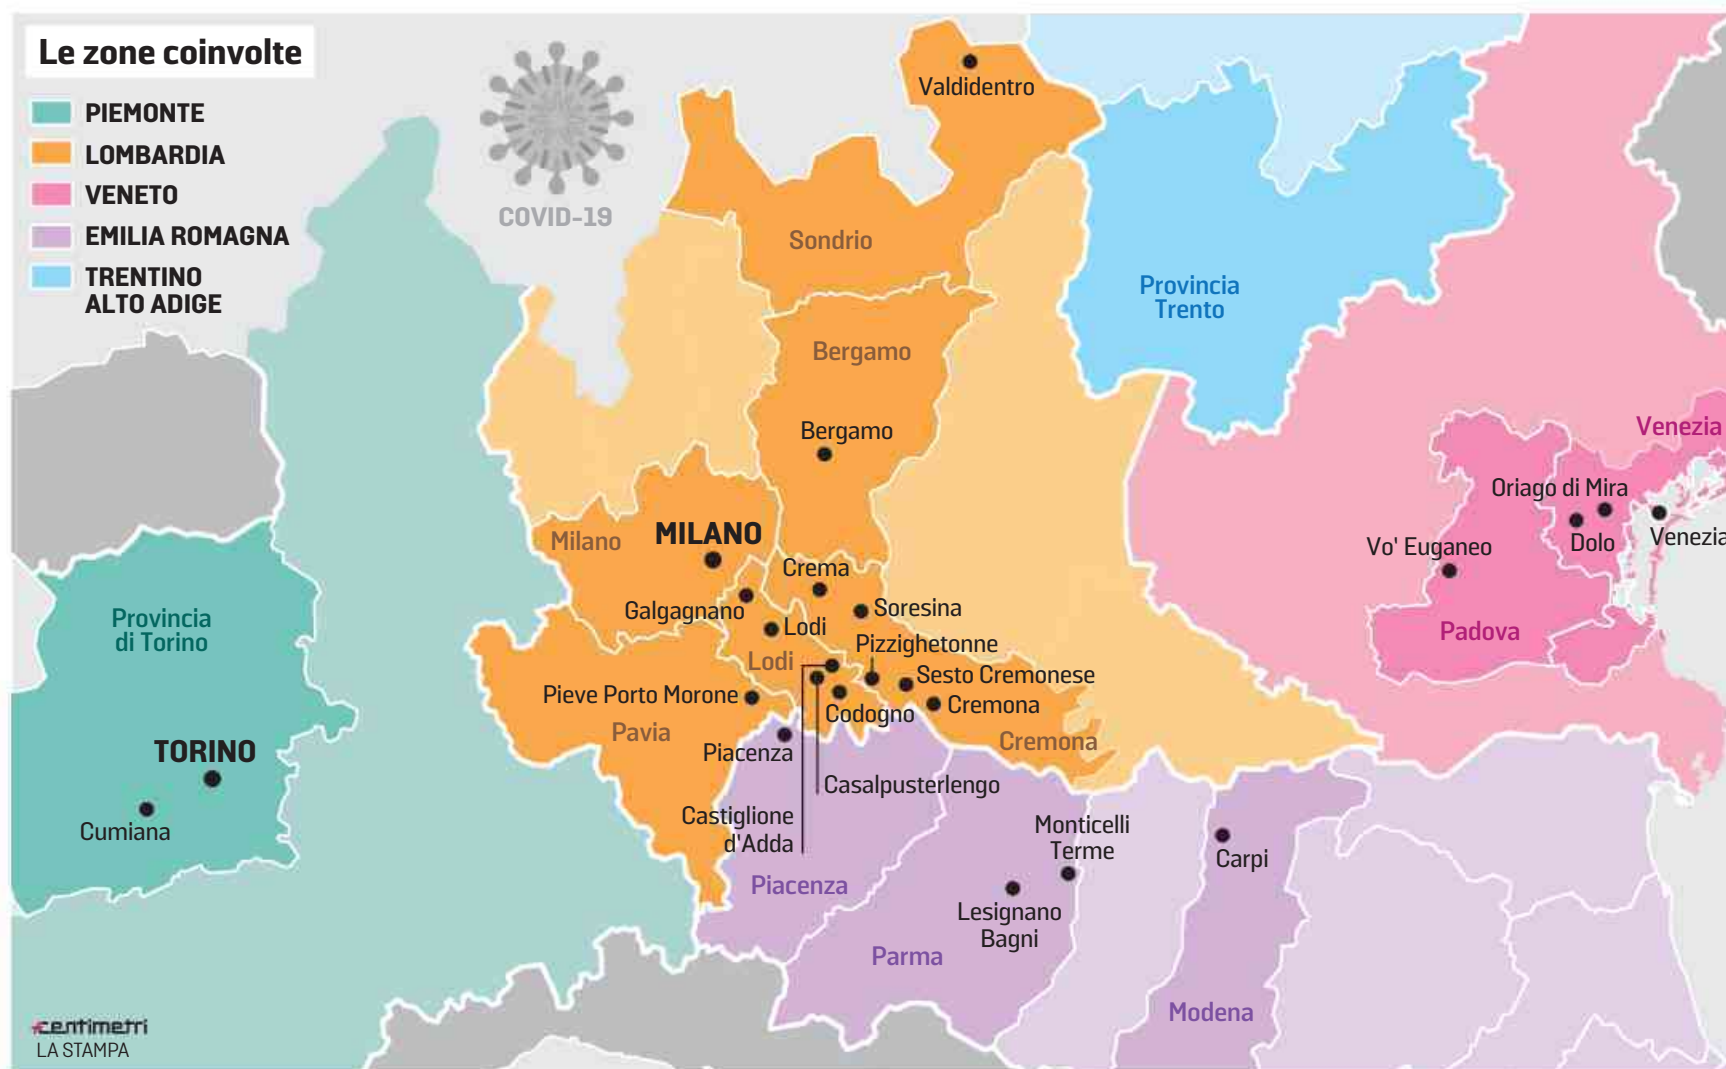 Le zone coinvolte
PIEMONTE
LOMBARDIA
VENETO
EMILIA ROMAGNA
TRENTINO
ALTO ADIGE
COVID-19
Valdidentro
Sondrio
Provincia
Trento
Bergamo
Bergamo
Venezia
Oriago di Mira
Dolo
Venezia
Vo' Euganeo
Padova
Milano
MILANO
Crema
Galgagnano
Soresina
Lodi
Pizzighetonne
Lodi
Sesto Cremonese
Pieve Porto Morone
Codogno
Cremona
Pavia
Cremona
Piacenza
Casalpusterlengo
Castiglione
d'Adda
Provincia
di Torino
TORINO
Cumiana
Piacenza
Monticelli
Terme
Carpi
Lesignano
Bagni
Parma
Modena
centimetri
LA STAMPA